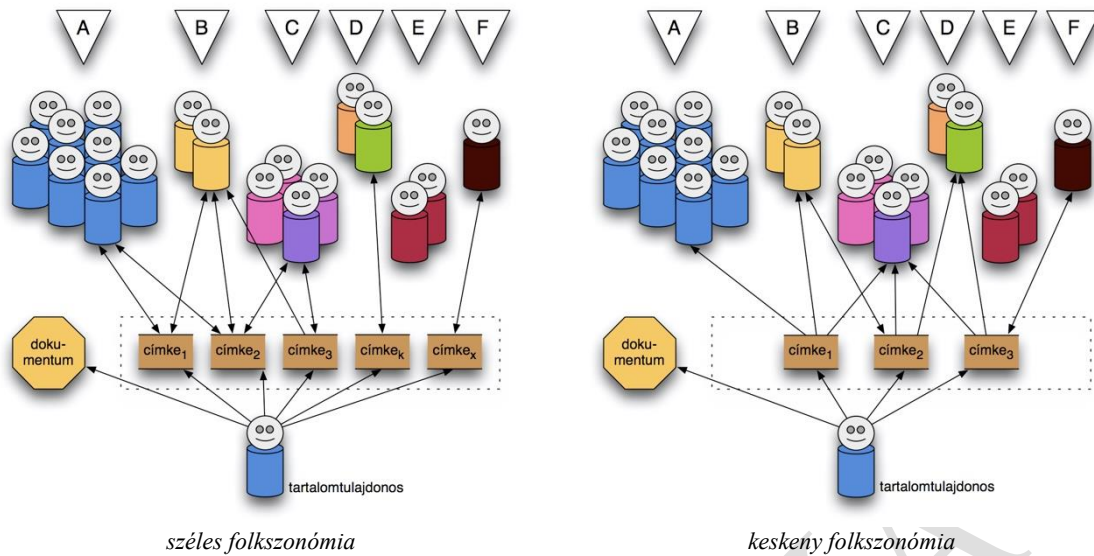 A B C D E F
doku-
mentum
címke1 címke2 címke3 címkek címkex
tartalomtulajdonos
széles folkszonómia
A B C D E F
doku-
mentum
címke1 címke2 címke3
tartalomtulajdonos
keskeny folkszonómia